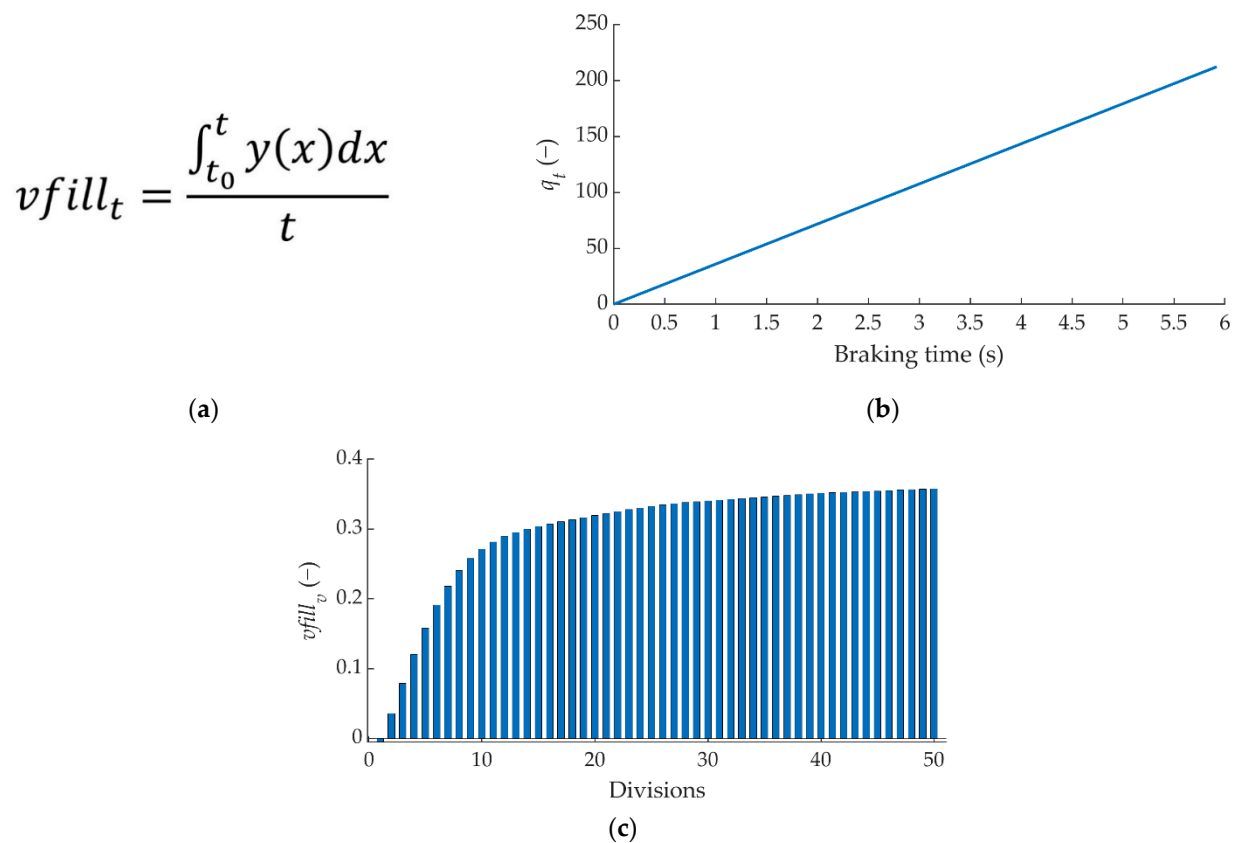 vfill_t = ∫_{t_0}^{t} y(x)dx / t
(a)
250
200
150
100
50
0
q_t (−)
0 0.5 1 1.5 2 2.5 3 3.5 4 4.5 5 5.5 6
Braking time (s)
(b)
0.4
0.3
0.2
0.1
0
vfill_v (−)
0 10 20 30 40 50
Divisions
(c)